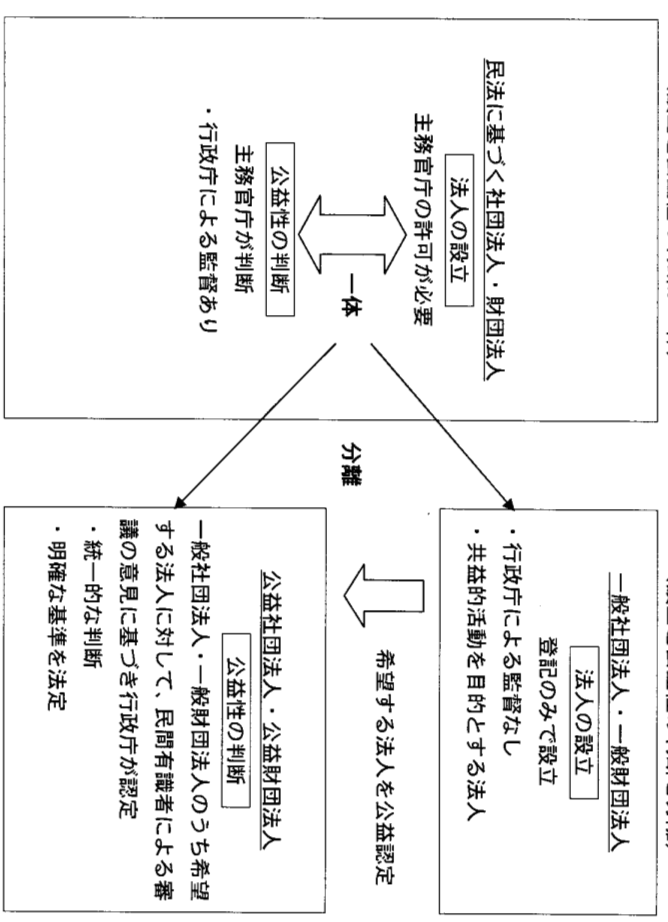 民法に基づく社団法人・財団法人
法人の設立
主務官庁の許可が必要
一体
公益性の判断
主務官庁が判断
・行政庁による監督あり
分離
一般社団法人・一般財団法人
法人の設立
登記のみで設立
・行政庁による監督なし
・共益的活動を目的とする法人
希望する法人を公益認定
公益社団法人・公益財団法人
公益性の判断
一般社団法人・一般財団法人のうち希望
する法人に対して、民間有識者による審
議の意見に基づき行政庁が認定
・統一的な判断
・明確な基準を法定